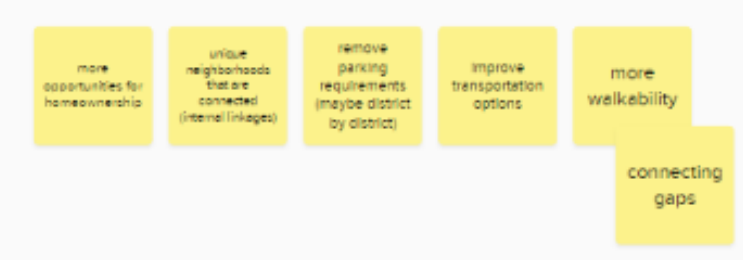 more
opportunities for
homeownership
unique
neighborhoods
that are
connected
(internal linkages)
remove
parking
requirements
(maybe district
by district)
improve
transportation
options
more
walkability
connecting
gaps